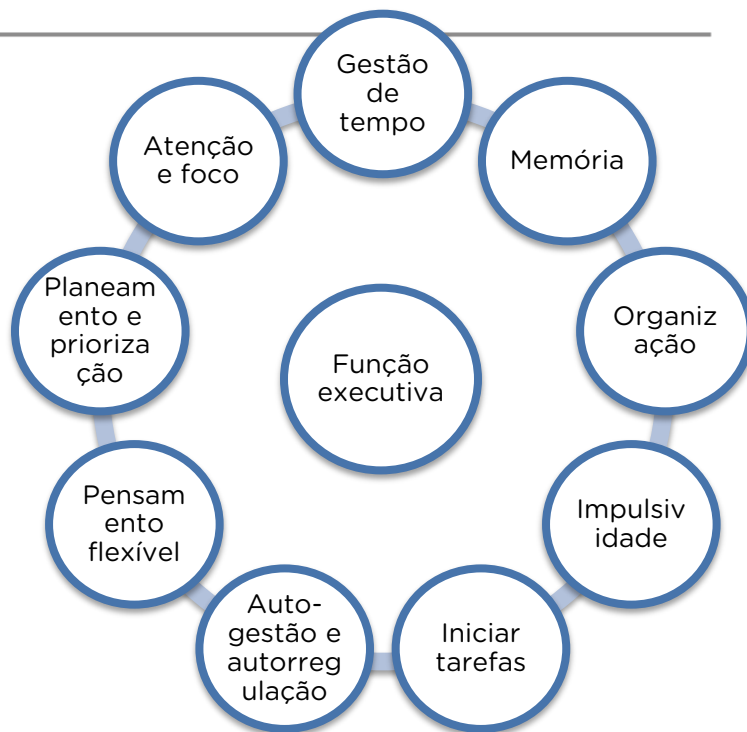 Gestão
de
tempo
Memória
Organiz
ação
Impulsiv
idade
Iniciar
tarefas
Auto-
gestão e
autorreg
ulação
Pensam
ento
flexível
Planeam
ento e
prioriza
ção
Atenção
e foco
Função
executiva